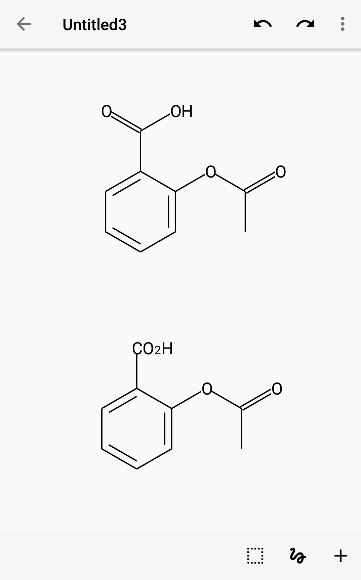 Untitled3
O OH
O O
CO2H
O O